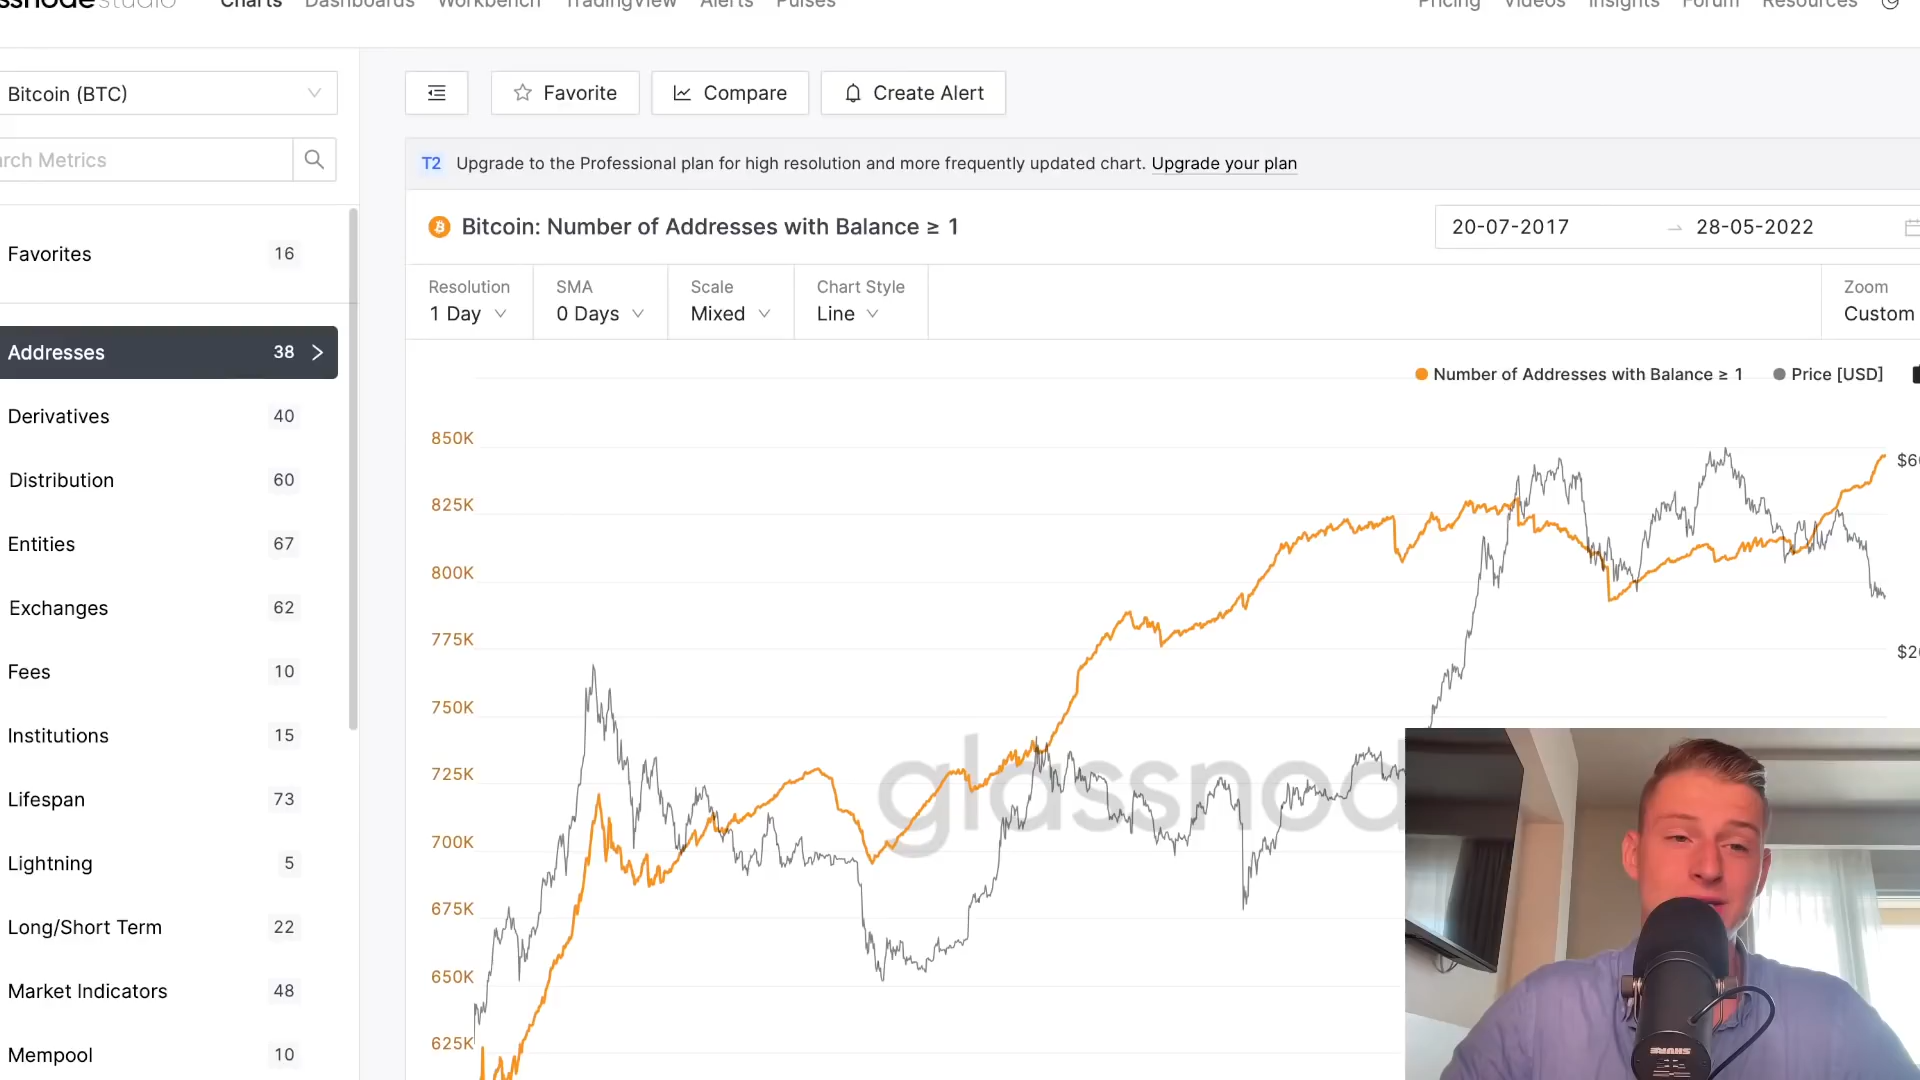 ssnode studio Charts Dashboards Workbench TradingView Alerts Pulses Pricing Videos Insights Forum Resources
Bitcoin (BTC)
Favorite Compare Create Alert
rch Metrics
T2 Upgrade to the Professional plan for high resolution and more frequently updated chart. Upgrade your plan
Bitcoin: Number of Addresses with Balance ≥ 1
20-07-2017 → 28-05-2022
Favorites 16
Resolution SMA Scale Chart Style Zoom
1 Day 0 Days Mixed Line Custom
Addresses 38
Number of Addresses with Balance ≥ 1 Price [USD]
Derivatives 40
Distribution 60
Entities 67
Exchanges 62
Fees 10
Institutions 15
Lifespan 73
Lightning 5
Long/Short Term 22
Market Indicators 48
Mempool 10
850K
825K
800K
775K
750K
725K
700K
675K
650K
625K
$60
$20
glassnod
SHURE